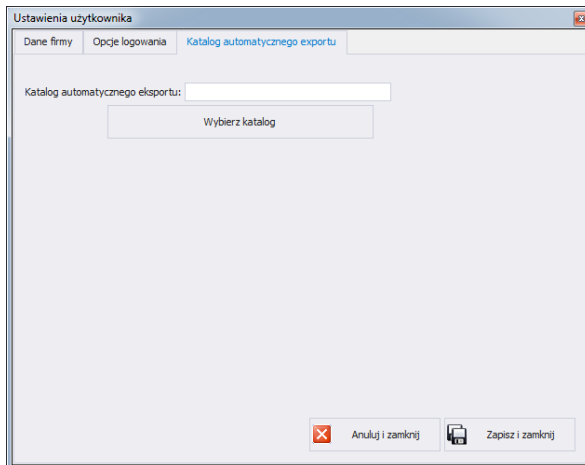 Ustawienia użytkownika
Dane firmy Opcje logowania Katalog automatycznego exportu
Katalog automatycznego eksportu:
Wybierz katalog
Anuluj i zamknij Zapisz i zamknij